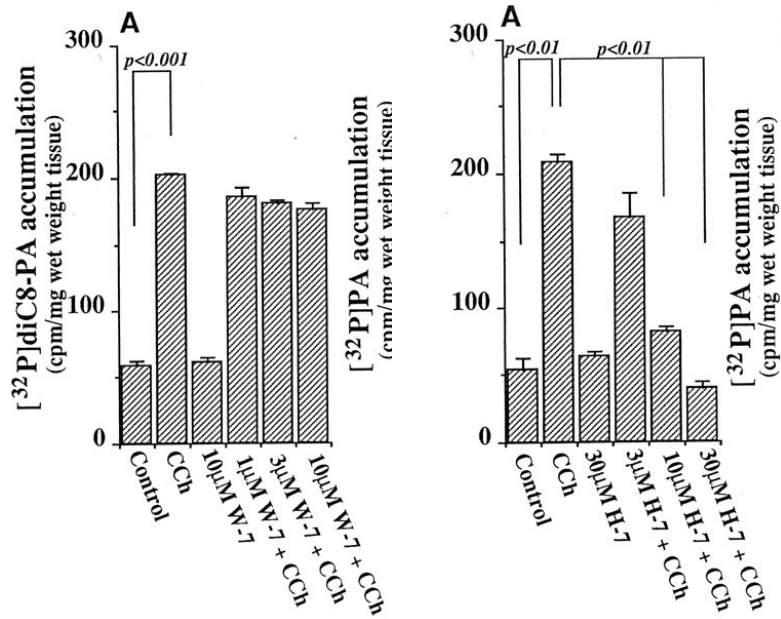 A
300
200
100
0
p<0.001
[32P]diC8-PA accumulation
(cpm/mg wet weight tissue)
Control
CCh
10µM W-7
1µM W-7 + CCh
3µM W-7 + CCh
10µM W-7 + CCh
[32P]PA accumulation
(cpm/mg wet weight tissue)
A
300
200
100
0
p<0.01
p<0.01
Control
CCh
30µM H-7
3µM H-7 + CCh
10µM H-7 + CCh
30µM H-7 + CCh
[32P]PA accumulation
(cpm/mg wet weight tissue)